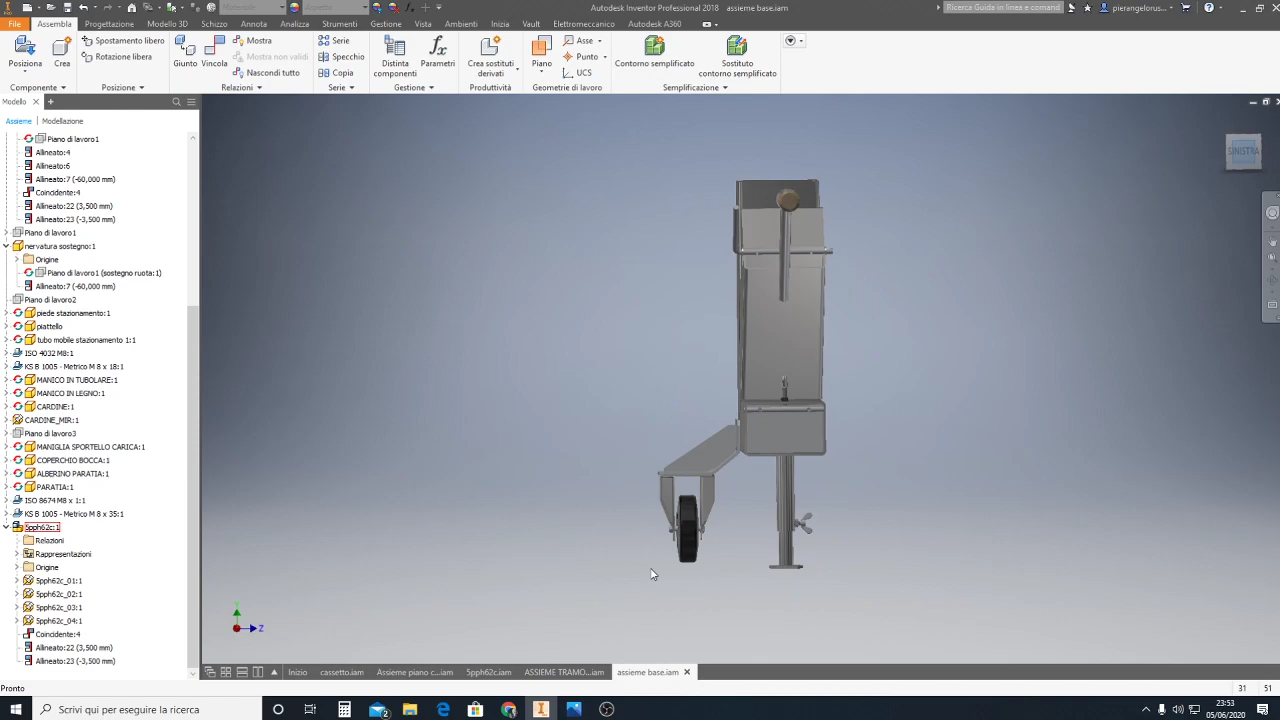 Materiale
Aspetto
Autodesk Inventor Professional 2018
assieme base.iam
Ricerca Guida in linea e comand
pierangelorus...
File
Assembla
Progettazione
Modello 3D
Schizzo
Annota
Analizza
Strumenti
Gestione
Vista
Ambienti
Inizia
Vault
Elettromeccanico
Autodesk A360
Posiziona
Crea
Spostamento libero
Rotazione libera
Giunto
Vincola
Mostra
Mostra non validi
Nascondi tutto
Serie
Specchio
Copia
Distinta
componenti
Parametri
Crea sostituti
derivati
Piano
Asse
Punto
UCS
Contorno semplificato
Sostituto
contorno semplificato
Componente
Posizione
Relazioni
Serie
Gestione
Produttività
Geometrie di lavoro
Semplificazione
Modello
Assieme
Modellazione
Piano di lavoro1
Allineato:4
Allineato:6
Allineato:7 (-60,000 mm)
Coincidente:4
Allineato:22 (3,500 mm)
Allineato:23 (-3,500 mm)
Piano di lavoro1
nervatura sostegno:1
Origine
Piano di lavoro1 (sostegno ruota:1)
Allineato:7 (-60,000 mm)
Piano di lavoro2
piede stazionamento:1
piattello
tubo mobile stazionamento 1:1
ISO 4032 M8:1
KS B 1005 - Metrico M 8 x 18:1
MANICO IN TUBOLARE:1
MANICO IN LEGNO:1
CARDINE:1
CARDINE_MIR:1
Piano di lavoro3
MANIGLIA SPORTELLO CARICA:1
COPERCHIO BOCCA:1
ALBERINO PARATIA:1
PARATIA:1
ISO 8674 M8 x 1:1
KS B 1005 - Metrico M 8 x 35:1
5pph62c:1
Relazioni
Rappresentazioni
Origine
5pph62c_01:1
5pph62c_02:1
5pph62c_03:1
5pph62c_04:1
Coincidente:4
Allineato:22 (3,500 mm)
Allineato:23 (-3,500 mm)
SINISTRA
Z
Inizio
cassetto.iam
Assieme piano c...iam
5pph62c.iam
ASSIEME TRAMO...iam
assieme base.iam
Pronto
31
51
Scrivi qui per eseguire la ricerca
23:53
05/06/2020